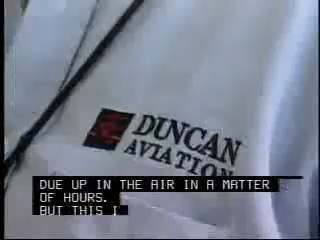 DUNCAN
AVIATION
DUE UP IN THE AIR IN A MATTER
OF HOURS.
BUT THIS I